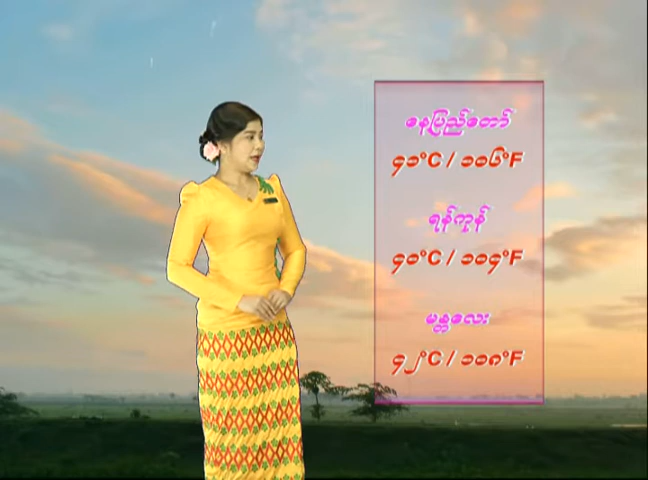 နေပြည်တော်
၄၁°C / ၁၀၆°F
ရန်ကုန်
၄၀°C / ၁၀၄°F
မန္တလေး
၄၂°C / ၁၀၈°F